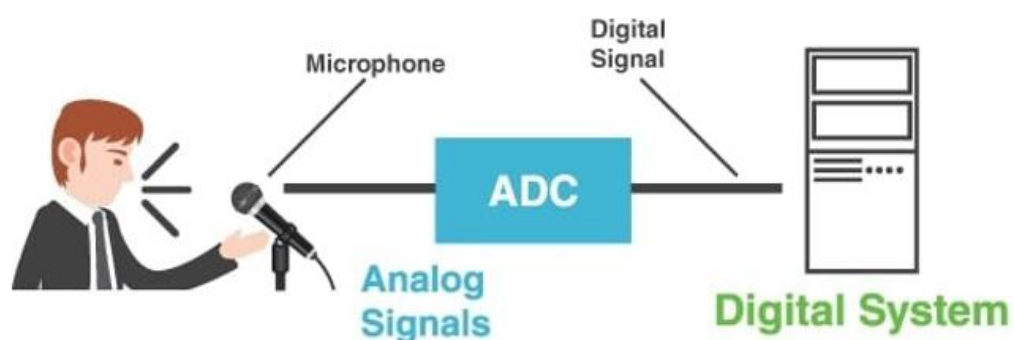 Microphone
Digital
Signal
ADC
Analog
Signals
Digital System